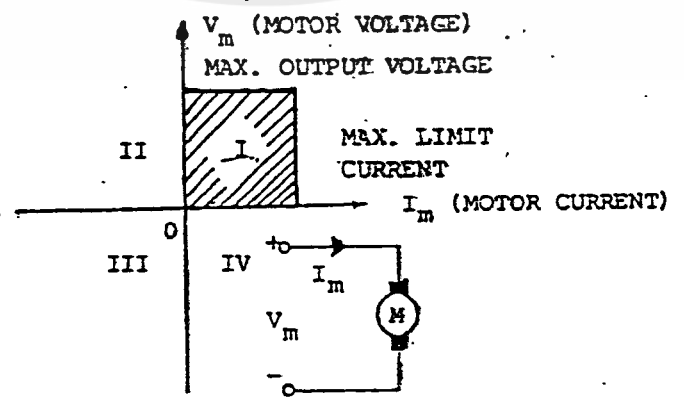 V_m (MOTOR VOLTAGE)
MAX. OUTPUT VOLTAGE
II
I
MAX. LIMIT
CURRENT
I_m (MOTOR CURRENT)
0
III
IV
+
I_m
V_m
M
-